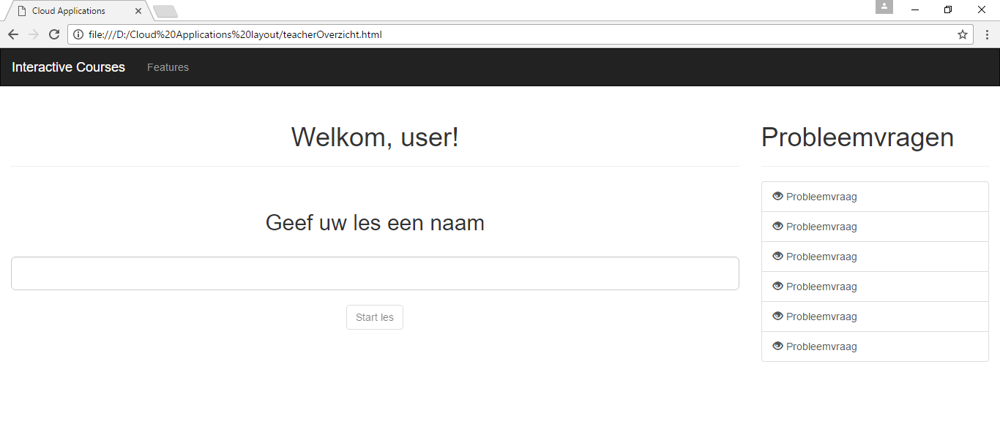 Cloud Applications
file:///D:/Cloud%20Applications%20layout/teacherOverzicht.html
Interactive Courses Features
Welkom, user!
Geef uw les een naam
Start les
Probleemvragen
Probleemvraag
Probleemvraag
Probleemvraag
Probleemvraag
Probleemvraag
Probleemvraag